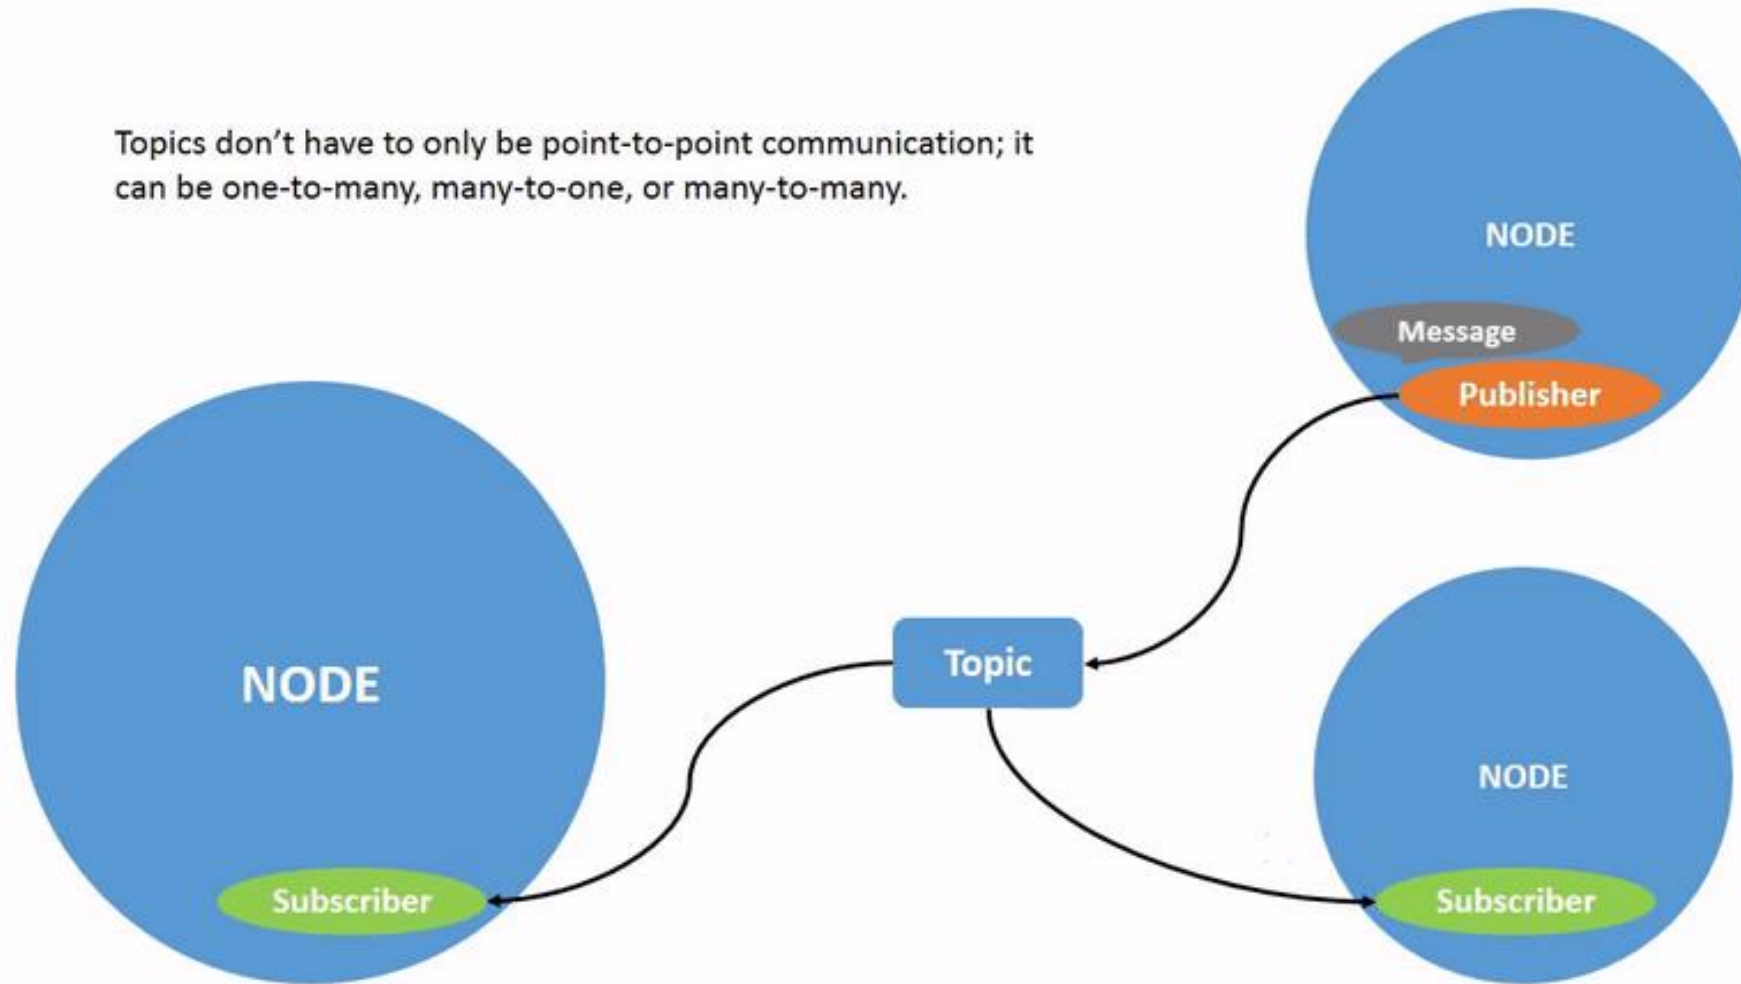 Topics don’t have to only be point-to-point communication; it
can be one-to-many, many-to-one, or many-to-many.
NODE
Message
Publisher
Topic
NODE
NODE
Subscriber
Subscriber